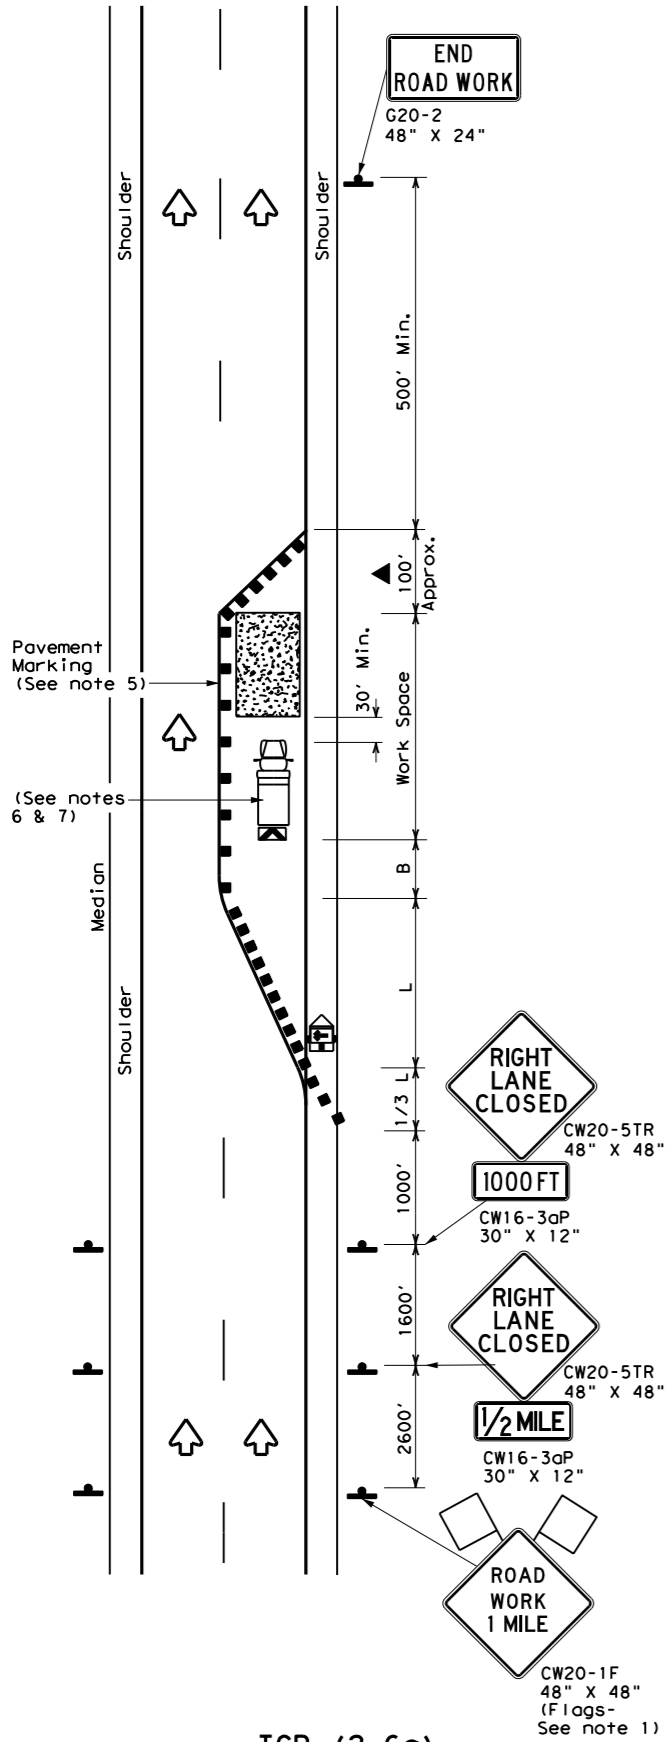 END
ROAD WORK
G20-2
48" X 24"
Shoulder
Shoulder
500' Min.
100'
Approx.
30' Min.
Work Space
Pavement
Marking
(See note 5)
(See notes
6 & 7)
B
Median
L
Shoulder
1/3 L
RIGHT
LANE
CLOSED
CW20-5TR
48" X 48"
1000 FT
CW16-3aP
30" X 12"
1000'
1600'
RIGHT
LANE
CLOSED
CW20-5TR
48" X 48"
1/2 MILE
CW16-3aP
30" X 12"
2600'
ROAD
WORK
1 MILE
CW20-1F
48" X 48"
(Flags-
See note 1)